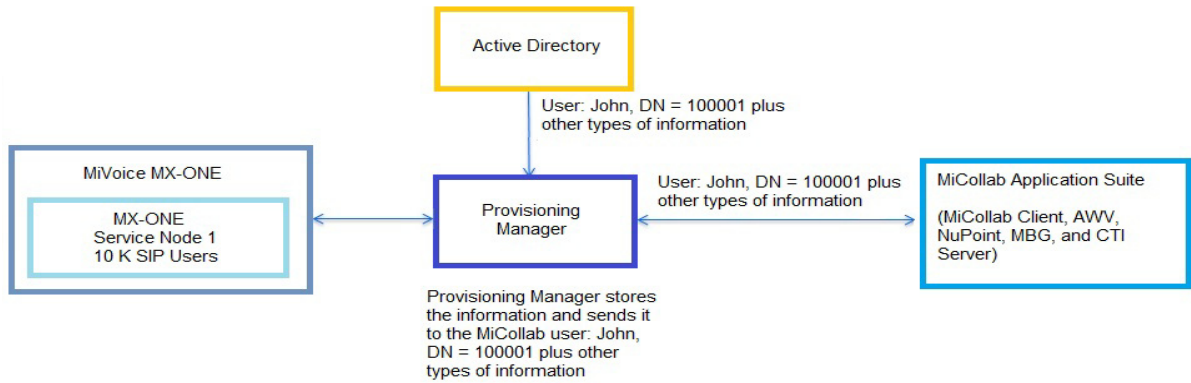 Active Directory
User: John, DN = 100001 plus
other types of information
MiVoice MX-ONE
MX-ONE
Service Node 1
10 K SIP Users
Provisioning
Manager
User: John, DN = 100001 plus
other types of information
MiCollab Application Suite
(MiCollab Client, AWV,
NuPoint, MBG, and CTI
Server)
Provisioning Manager stores
the information and sends it
to the MiCollab user: John,
DN = 100001 plus other
types of information